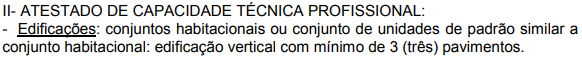 II- ATESTADO DE CAPACIDADE TÉCNICA PROFISSIONAL:
- Edificações: conjuntos habitacionais ou conjunto de unidades de padrão similar a
conjunto habitacional: edificação vertical com mínimo de 3 (três) pavimentos.